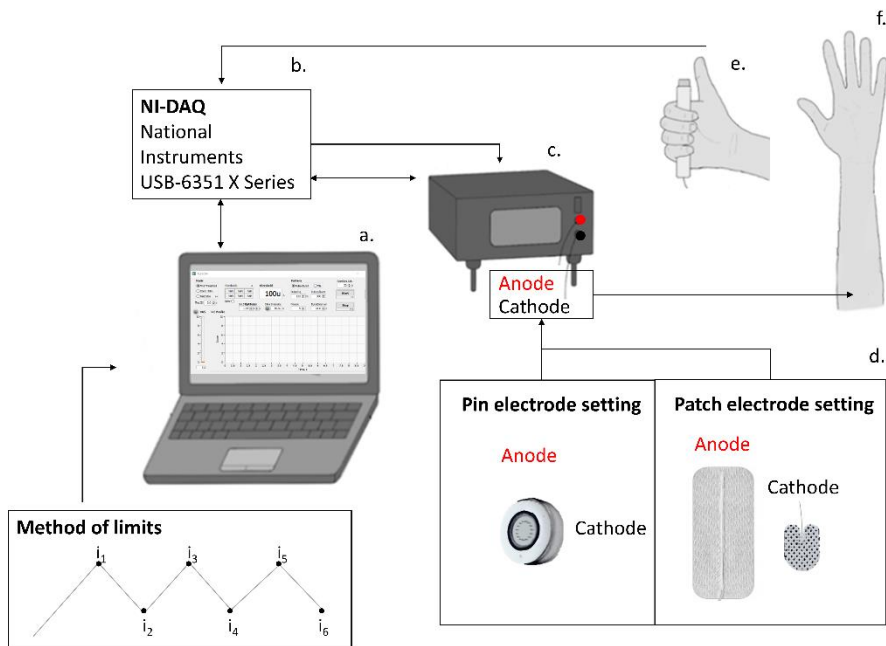 f.
b.
e.
NI-DAQ
National
Instruments
USB-6351 X Series
c.
a.
100u
Anode
Cathode
d.
Pin electrode setting
Anode
Cathode
Patch electrode setting
Anode
Cathode
Method of limits
i1
i3
i5
i2
i4
i6